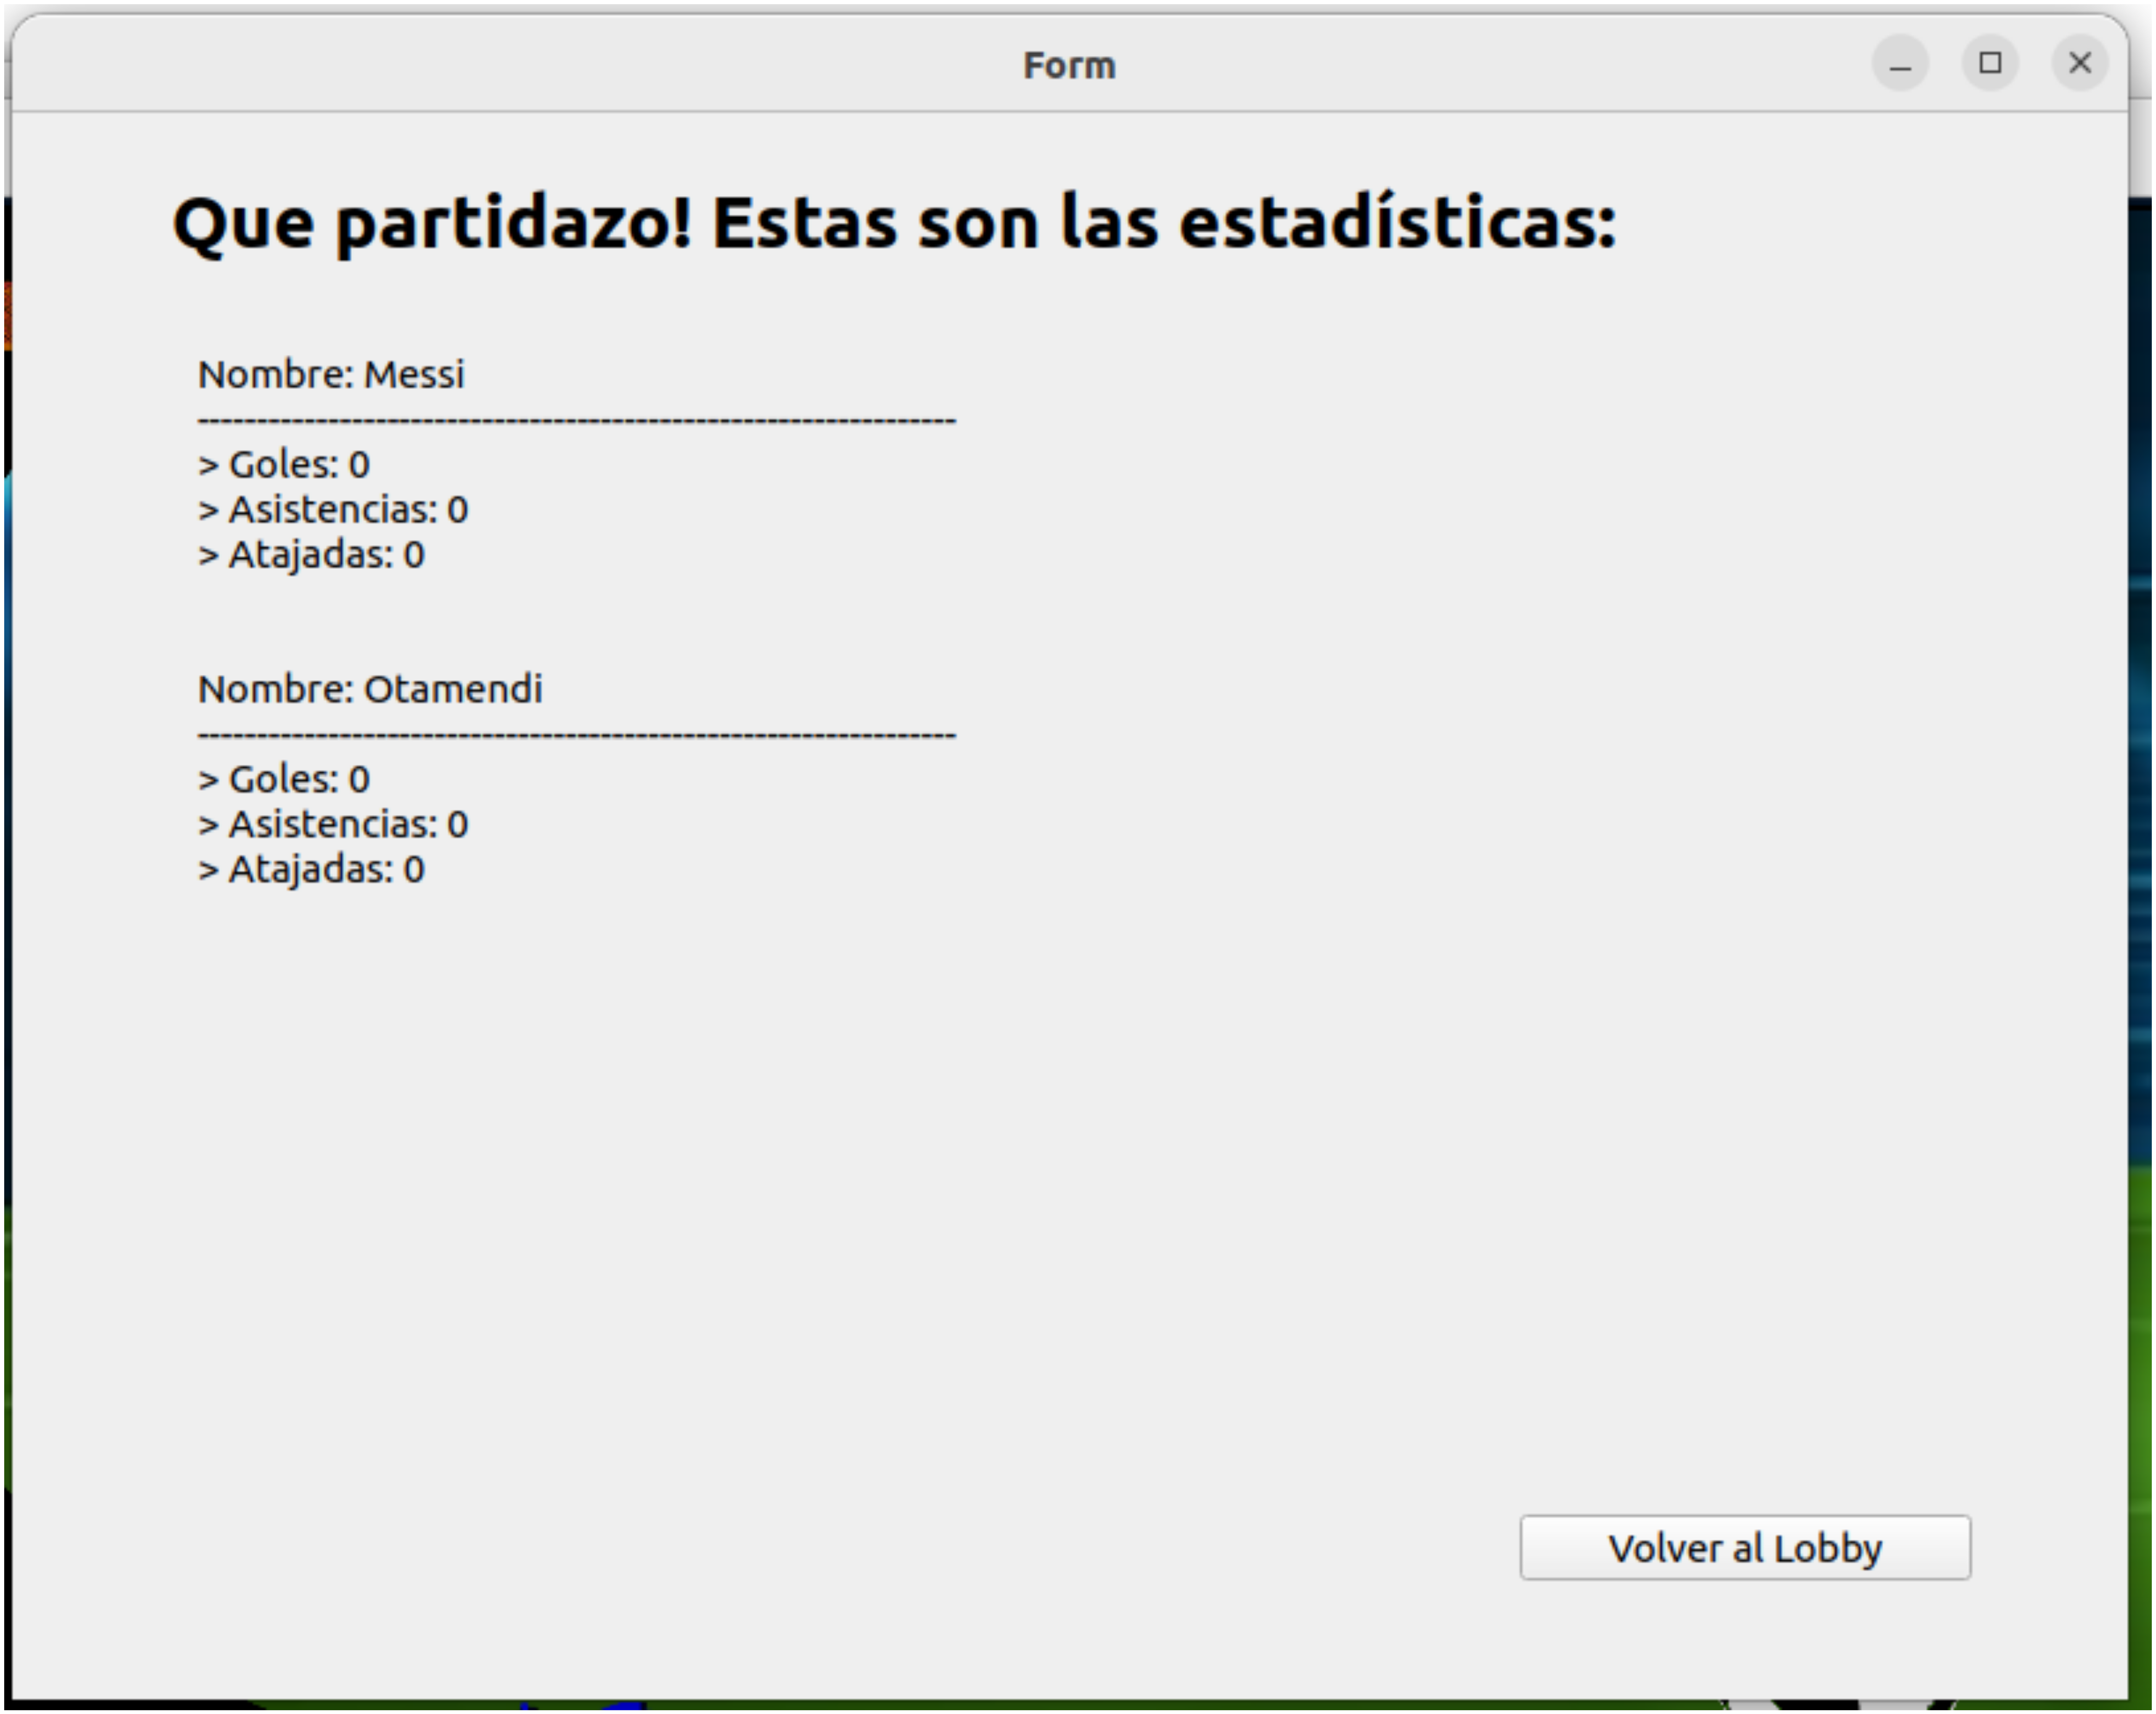 Form
Que partidazo! Estas son las estadísticas:
Nombre: Messi
----------------------------------------------------------------
> Goles: 0
> Asistencias: 0
> Atajadas: 0
Nombre: Otamendi
----------------------------------------------------------------
> Goles: 0
> Asistencias: 0
> Atajadas: 0
Volver al Lobby